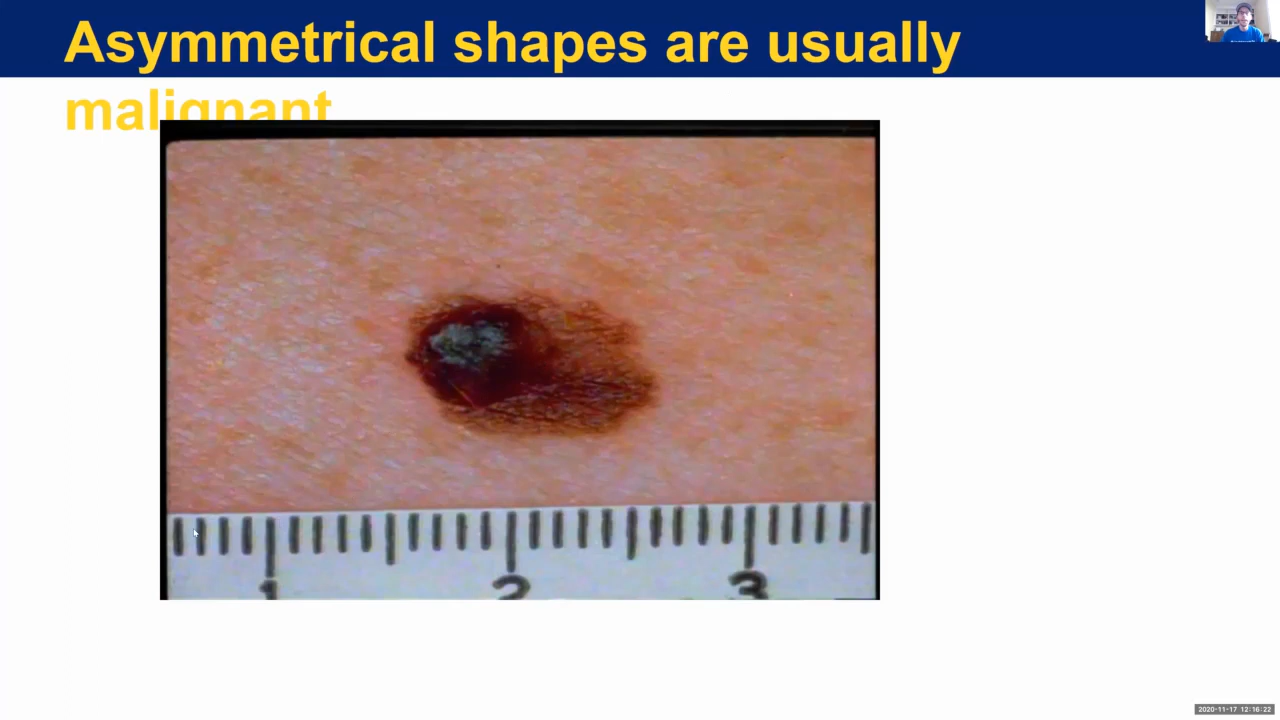 Asymmetrical shapes are usually
malignant
1 2 3
2020-11-17 12:16:22